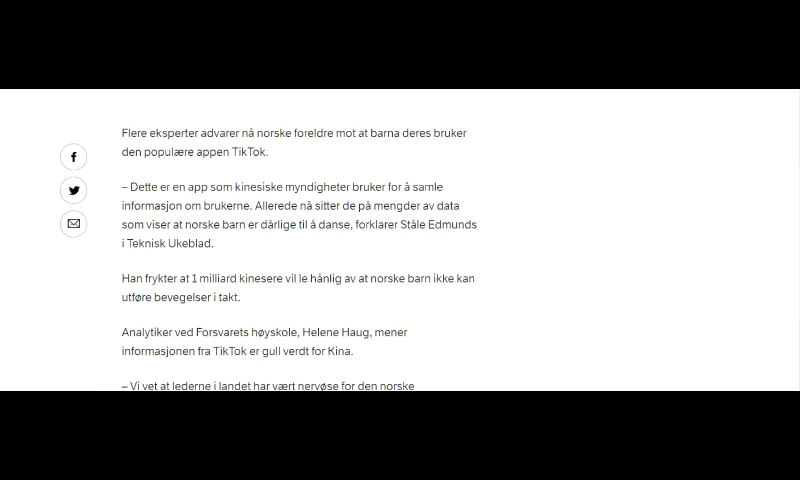 Flere eksperter advarer nå norske foreldre mot at barna deres bruker
den populære appen TikTok.
– Dette er en app som kinesiske myndigheter bruker for å samle
informasjon om brukerne. Allerede nå sitter de på mengder av data
som viser at norske barn er dårlige til å danse, forklarer Ståle Edmunds
i Teknisk Ukeblad.
Han frykter at 1 milliard kinesere vil le hånlig av at norske barn ikke kan
utføre bevegelser i takt.
Analytiker ved Forsvarets høyskole, Helene Haug, mener
informasjonen fra TikTok er gull verdt for Kina.
– Vi vet at lederne i landet har vært nervøse for den norske